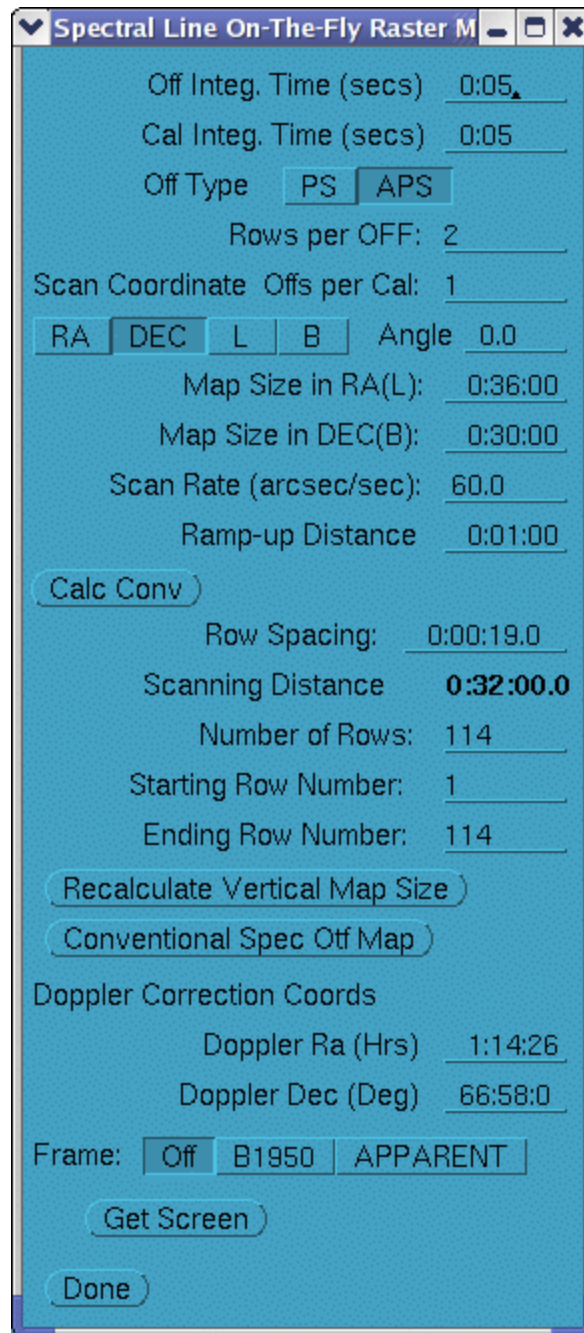 Spectral Line On-The-Fly Raster M
Off Integ. Time (secs) 0:05
Cal Integ. Time (secs) 0:05
Off Type PS APS
Rows per OFF: 2
Scan Coordinate Offs per Cal: 1
RA DEC L B Angle 0.0
Map Size in RA(L): 0:36:00
Map Size in DEC(B): 0:30:00
Scan Rate (arcsec/sec): 60.0
Ramp-up Distance 0:01:00
Calc Conv
Row Spacing: 0:00:19.0
Scanning Distance 0:32:00.0
Number of Rows: 114
Starting Row Number: 1
Ending Row Number: 114
Recalculate Vertical Map Size
Conventional Spec Otf Map
Doppler Correction Coords
Doppler Ra (Hrs) 1:14:26
Doppler Dec (Deg) 66:58:0
Frame: Off B1950 APPARENT
Get Screen
Done